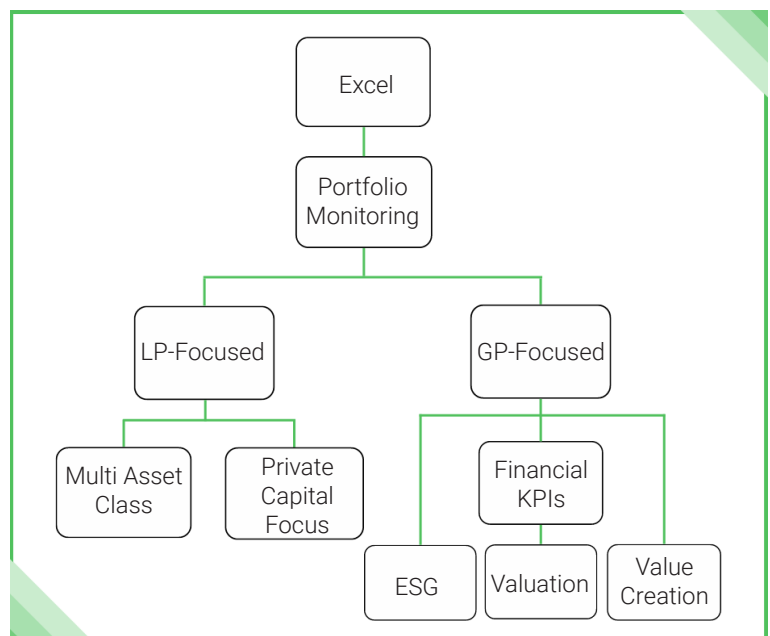 Excel
Portfolio
Monitoring
LP-Focused
GP-Focused
Multi Asset
Class
Private
Capital
Focus
Financial
KPIs
ESG
Valuation
Value
Creation